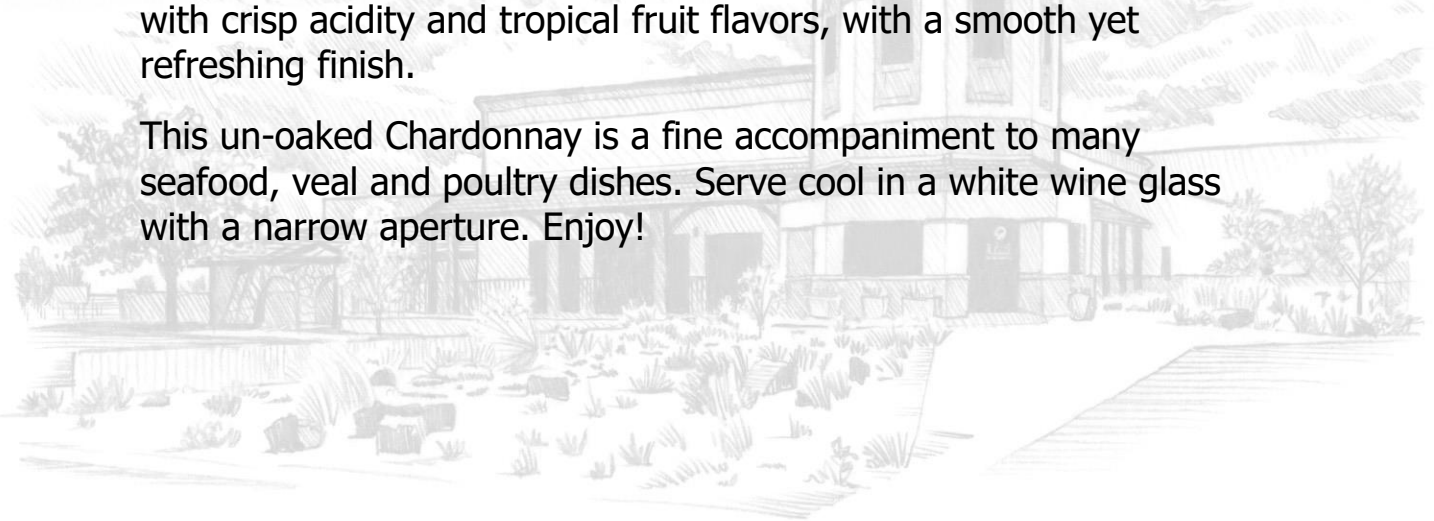 with crisp acidity and tropical fruit flavors, with a smooth yet
refreshing finish.
This un-oaked Chardonnay is a fine accompaniment to many
seafood, veal and poultry dishes. Serve cool in a white wine glass
with a narrow aperture. Enjoy!